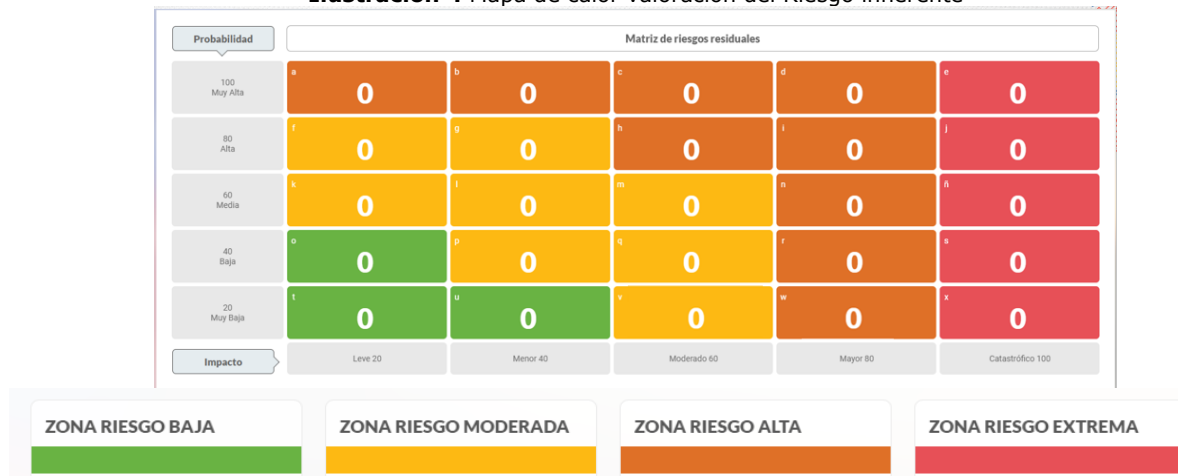 Ilustración 4 Mapa de calor valoración del Riesgo inherente
Probabilidad
Matriz de riesgos residuales
100
Muy Alta
a
0
b
0
c
0
d
0
e
0
80
Alta
f
0
g
0
h
0
i
0
j
0
60
Media
k
0
l
0
m
0
n
0
ñ
0
40
Baja
o
0
p
0
q
0
r
0
s
0
20
Muy Baja
t
0
u
0
v
0
w
0
x
0
Impacto
Leve 20
Menor 40
Moderado 60
Mayor 80
Catastrófico 100
ZONA RIESGO BAJA
ZONA RIESGO MODERADA
ZONA RIESGO ALTA
ZONA RIESGO EXTREMA